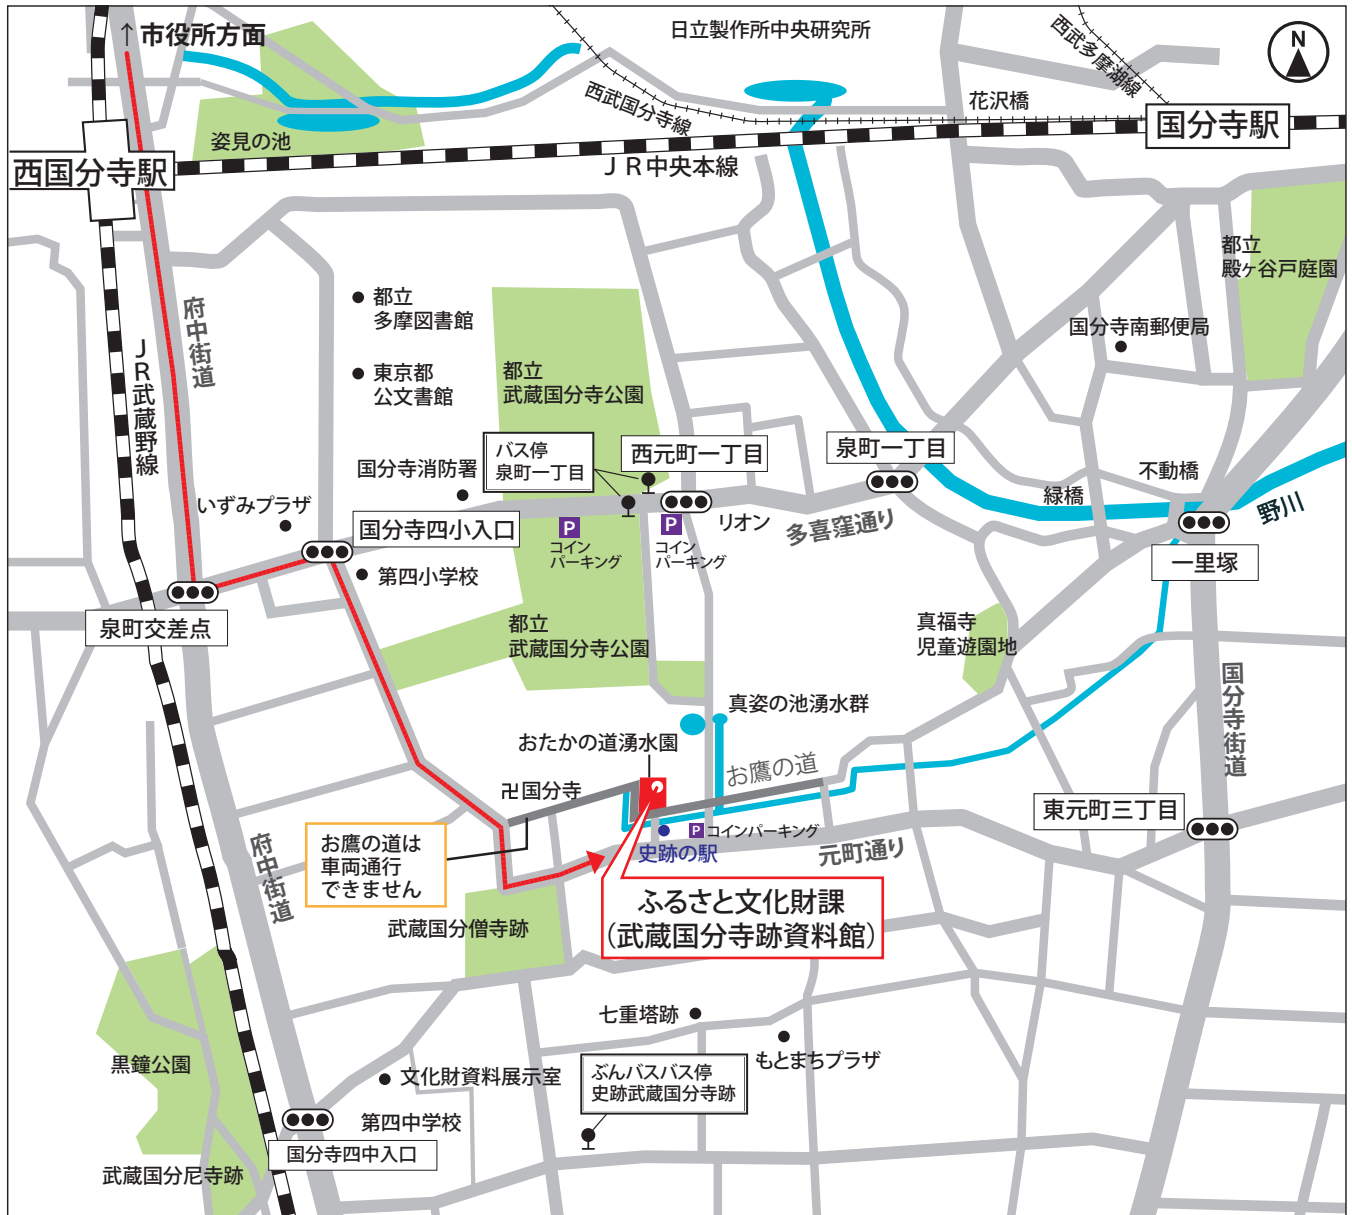 ↑市役所方面
日立製作所中央研究所
西武多摩湖線
N
西武国分寺線
花沢橋
国分寺駅
姿見の池
JR中央本線
西国分寺駅
都立
殿ヶ谷戸庭園
府中街道
都立
多摩図書館
国分寺南郵便局
JR武蔵野線
東京都
公文書館
都立
武蔵国分寺公園
バス停
泉町一丁目
西元町一丁目
泉町一丁目
国分寺消防署
不動橋
緑橋
いずみプラザ
国分寺四小入口
P
コイン
パーキング
P
コイン
パーキング
リオン
多喜窪通り
野川
一里塚
第四小学校
泉町交差点
都立
武蔵国分寺公園
真福寺
児童遊園地
国分寺街道
真姿の池湧水群
おたかの道湧水園
お鷹の道
卍国分寺
東元町三丁目
お鷹の道は
車両通行
できません
P コインパーキング
史跡の駅
元町通り
府中街道
ふるさと文化財課
(武蔵国分寺跡資料館)
武蔵国分僧寺跡
七重塔跡
もとまちプラザ
黒鐘公園
文化財資料展示室
ぶんバスバス停
史跡武蔵国分寺跡
第四中学校
国分寺四中入口
武蔵国分尼寺跡